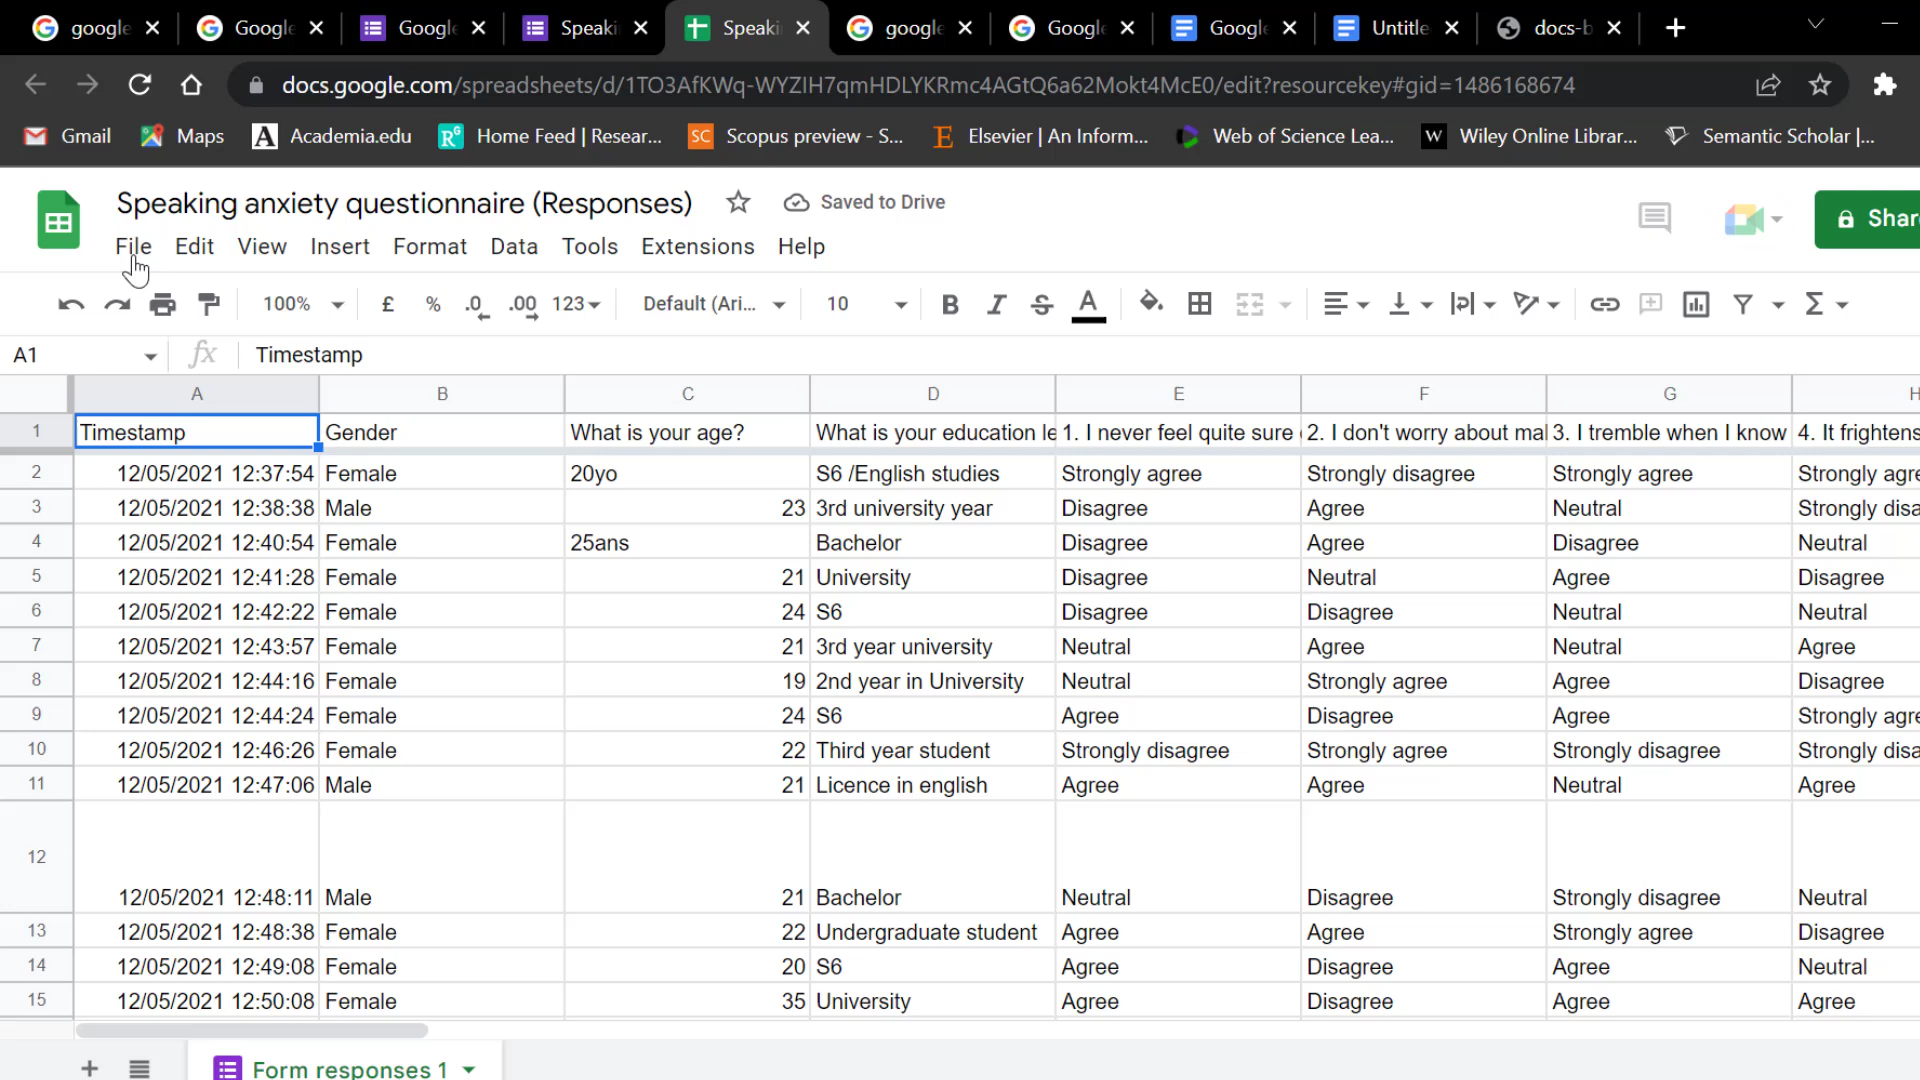 google Google Google Speaki Speaki google Google Google Untitle docs-b
docs.google.com/spreadsheets/d/1TO3AfKWq-WYZIH7qmHDLYKRmc4AGtQ6a62Mokt4McE0/edit?resourcekey#gid=1486168674
Gmail Maps Academia.edu Home Feed | Resear... Scopus preview - S... Elsevier | An Inform... Web of Science Lea... Wiley Online Librar... Semantic Scholar |...
Speaking anxiety questionnaire (Responses) Saved to Drive
Shar
File Edit View Insert Format Data Tools Extensions Help
100% £ % .0 .00 123 Default (Ari... 10 B I S A
A1 fx Timestamp
A B C D E F G H
1 Timestamp Gender What is your age? What is your education le 1. I never feel quite sure 2. I don't worry about mal 3. I tremble when I know 4. It frightens
2 12/05/2021 12:37:54 Female 20yo S6 /English studies Strongly agree Strongly disagree Strongly agree Strongly agre
3 12/05/2021 12:38:38 Male 23 3rd university year Disagree Agree Neutral Strongly disa
4 12/05/2021 12:40:54 Female 25ans Bachelor Disagree Agree Disagree Neutral
5 12/05/2021 12:41:28 Female 21 University Disagree Neutral Agree Disagree
6 12/05/2021 12:42:22 Female 24 S6 Disagree Disagree Neutral Neutral
7 12/05/2021 12:43:57 Female 21 3rd year university Neutral Agree Neutral Agree
8 12/05/2021 12:44:16 Female 19 2nd year in University Neutral Strongly agree Agree Disagree
9 12/05/2021 12:44:24 Female 24 S6 Agree Disagree Agree Strongly agre
10 12/05/2021 12:46:26 Female 22 Third year student Strongly disagree Strongly agree Strongly disagree Strongly disa
11 12/05/2021 12:47:06 Male 21 Licence in english Agree Agree Neutral Agree
12 12/05/2021 12:48:11 Male 21 Bachelor Neutral Disagree Strongly disagree Neutral
13 12/05/2021 12:48:38 Female 22 Undergraduate student Agree Agree Strongly agree Disagree
14 12/05/2021 12:49:08 Female 20 S6 Agree Disagree Agree Neutral
15 12/05/2021 12:50:08 Female 35 University Agree Disagree Agree Agree
Form responses 1